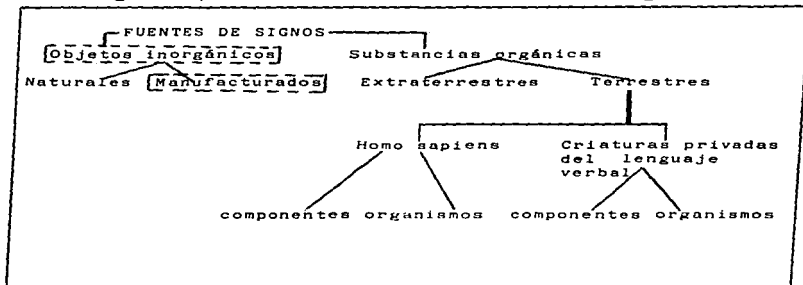 FUENTES DE SIGNOS
Objetos inorgánicos Substancias orgánicas
Naturales Manufacturados Extraterrestres Terrestres
Homo sapiens Criaturas privadas
del lenguaje
verbal
componentes organismos componentes organismos